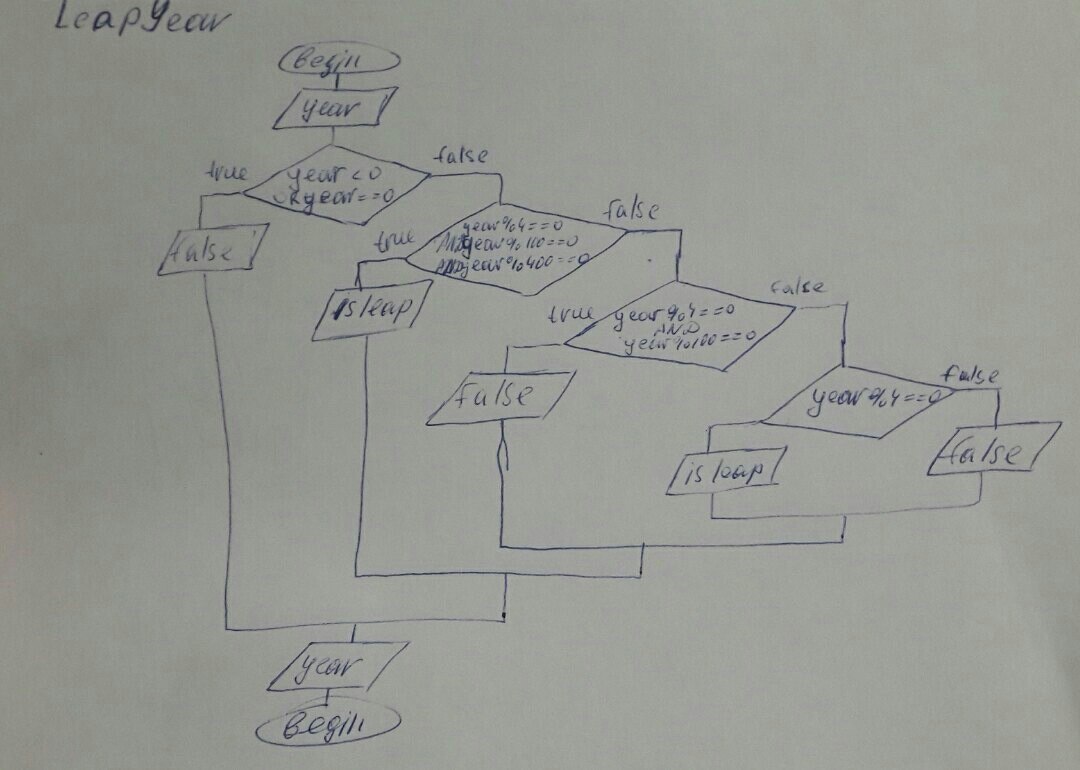 LeapYear
Begin
year
true
false
year<0
OR year==0
false
true
false
year%4==0
AND year%100==0
AND year%400==0
is leap
true
false
year%4==0
AND
year%100==0
false
false
year%4==0
is leap
false
year
Begin